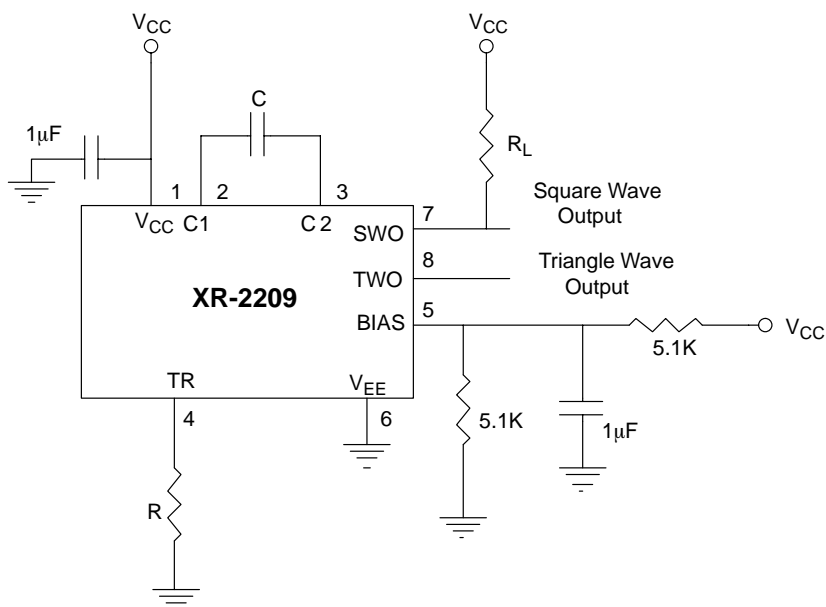 VCC
VCC
C
1μF
RL
1
2
3
VCC
C1
C2
7
SWO
Square Wave
Output
8
TWO
Triangle Wave
Output
XR-2209
5
BIAS
VCC
5.1K
TR
VEE
4
6
5.1K
1μF
R